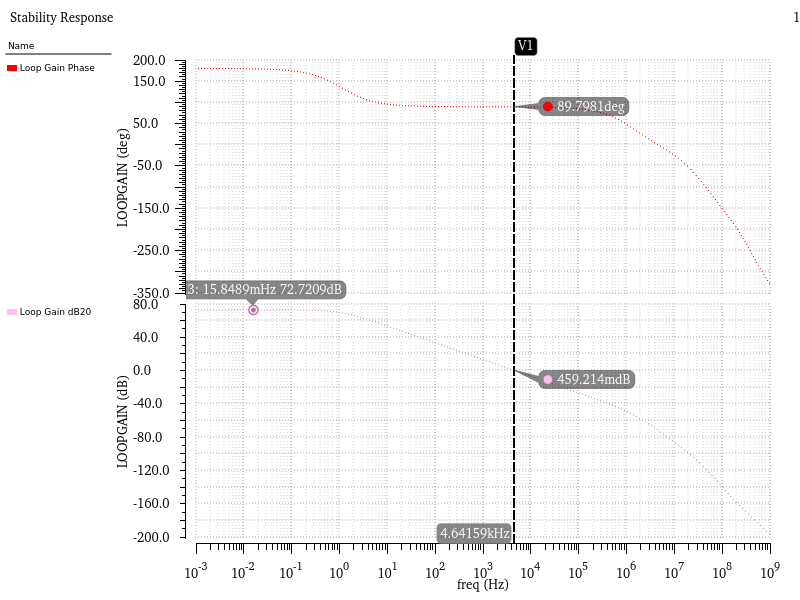 Stability Response
1
Name
Loop Gain Phase
V1
200.0
150.0
50.0
-50.0
-150.0
-250.0
-350.0
LOOPGAIN (deg)
89.7981deg
3: 15.8489mHz 72.7209dB
Loop Gain dB20
80.0
40.0
0.0
-40.0
-80.0
-120.0
-160.0
-200.0
LOOPGAIN (dB)
459.214mdB
4.64159kHz
10-3 10-2 10-1 100 101 102 103 104 105 106 107 108 109
freq (Hz)